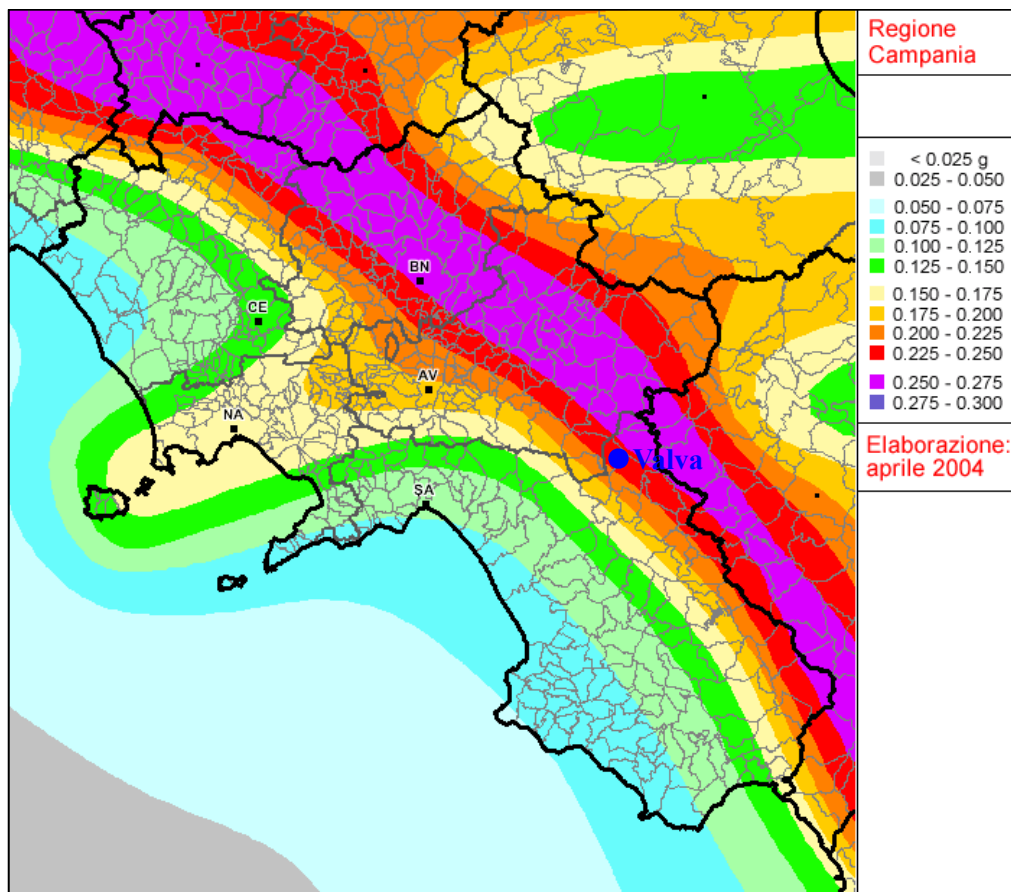 Regione
Campania
< 0.025 g
0.025 - 0.050
0.050 - 0.075
0.075 - 0.100
0.100 - 0.125
0.125 - 0.150
0.150 - 0.175
0.175 - 0.200
0.200 - 0.225
0.225 - 0.250
0.250 - 0.275
0.275 - 0.300
Elaborazione:
aprile 2004
BN
CE
AV
NA
Valva
SA